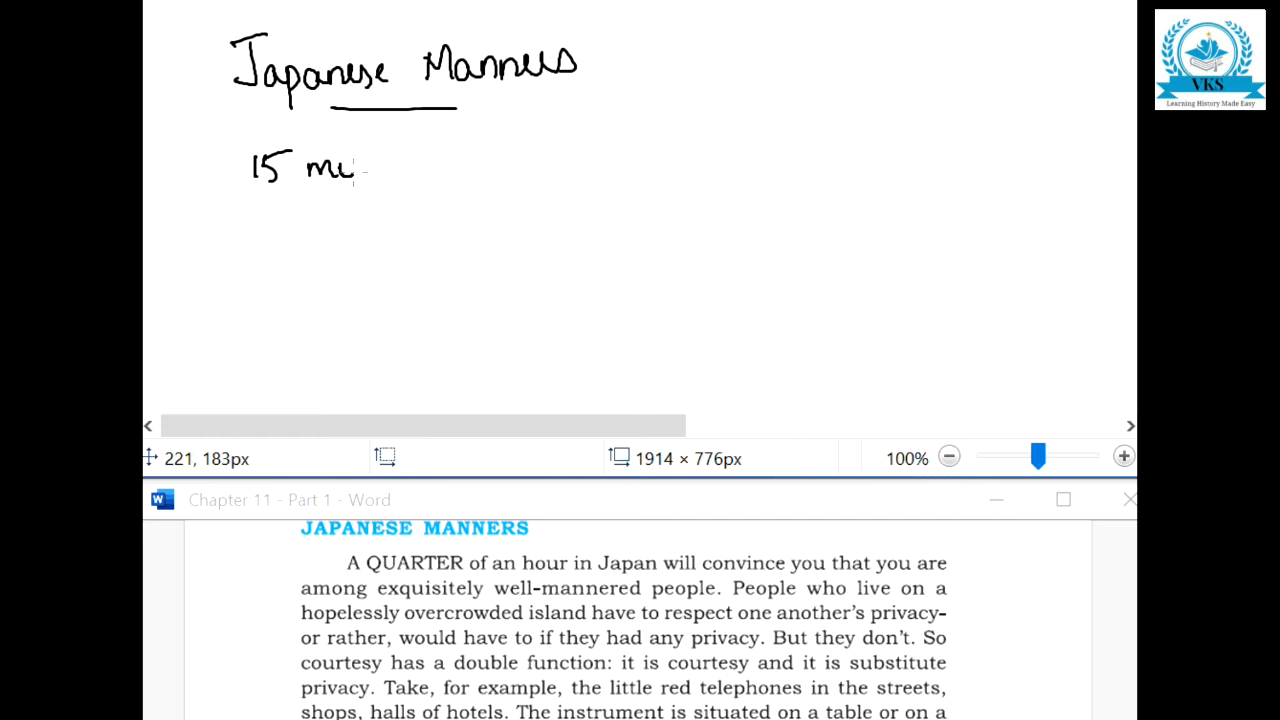 Japanese Manners
VKS
Learning History Made Easy
15
221, 183px
1914 × 776px
100%
Chapter 11 - Part 1 - Word
JAPANESE MANNERS
A QUARTER of an hour in Japan will convince you that you are
among exquisitely well-mannered people. People who live on a
hopelessly overcrowded island have to respect one another's privacy-
or rather, would have to if they had any privacy. But they don't. So
courtesy has a double function: it is courtesy and it is substitute
privacy. Take, for example, the little red telephones in the streets,
shops, halls of hotels. The instrument is situated on a table or on a